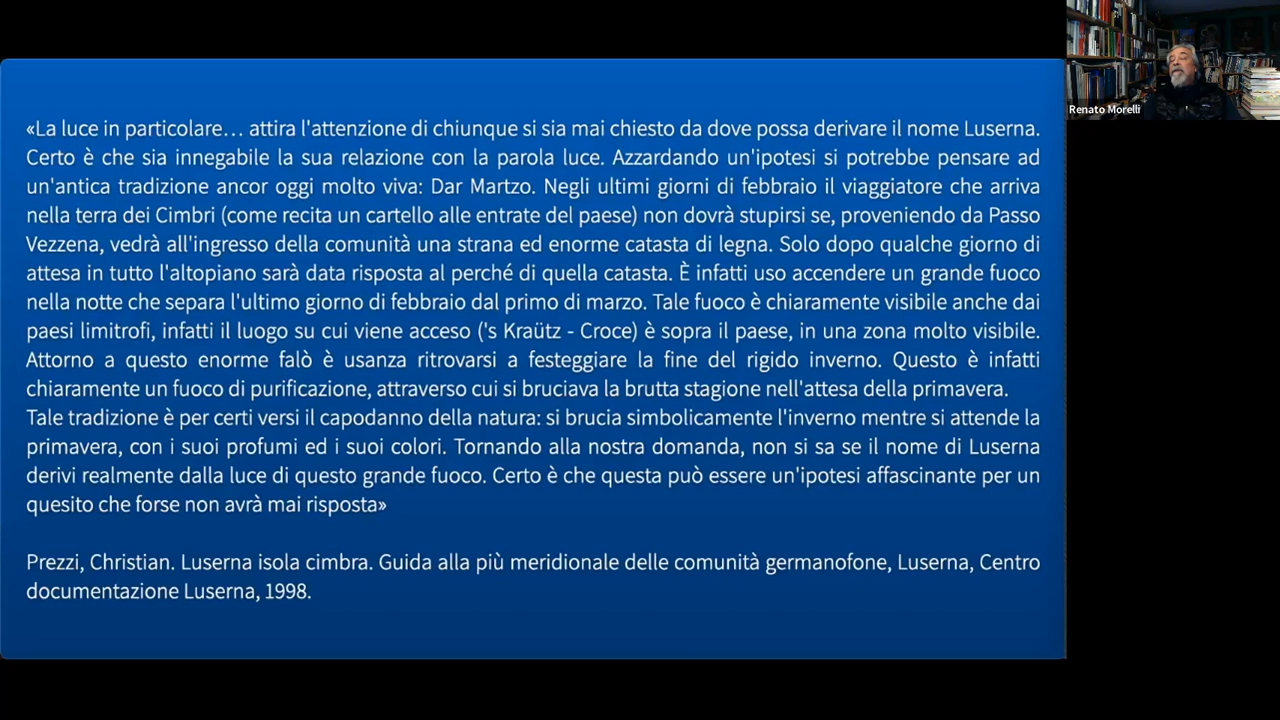 «La luce in particolare… attira l'attenzione di chiunque si sia mai chiesto da dove possa derivare il nome Luserna.
Certo è che sia innegabile la sua relazione con la parola luce. Azzardando un'ipotesi si potrebbe pensare ad
un'antica tradizione ancor oggi molto viva: Dar Martzo. Negli ultimi giorni di febbraio il viaggiatore che arriva
nella terra dei Cimbri (come recita un cartello alle entrate del paese) non dovrà stupirsi se, proveniendo da Passo
Vezzena, vedrà all'ingresso della comunità una strana ed enorme catasta di legna. Solo dopo qualche giorno di
attesa in tutto l'altopiano sarà data risposta al perché di quella catasta. È infatti uso accendere un grande fuoco
nella notte che separa l'ultimo giorno di febbraio dal primo di marzo. Tale fuoco è chiaramente visibile anche dai
paesi limitrofi, infatti il luogo su cui viene acceso ('s Kraütz - Croce) è sopra il paese, in una zona molto visibile.
Attorno a questo enorme falò è usanza ritrovarsi a festeggiare la fine del rigido inverno. Questo è infatti
chiaramente un fuoco di purificazione, attraverso cui si bruciava la brutta stagione nell'attesa della primavera.
Tale tradizione è per certi versi il capodanno della natura: si brucia simbolicamente l'inverno mentre si attende la
primavera, con i suoi profumi ed i suoi colori. Tornando alla nostra domanda, non si sa se il nome di Luserna
derivi realmente dalla luce di questo grande fuoco. Certo è che questa può essere un'ipotesi affascinante per un
quesito che forse non avrà mai risposta»
Prezzi, Christian. Luserna isola cimbra. Guida alla più meridionale delle comunità germanofone, Luserna, Centro
documentazione Luserna, 1998.
Renato Morelli